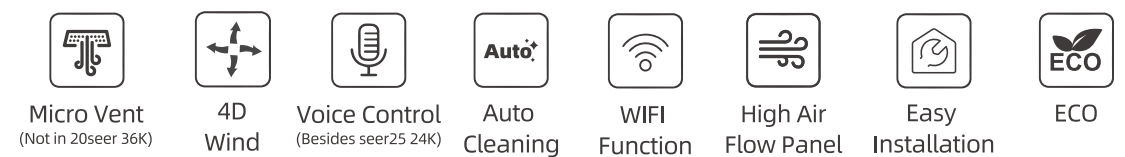 Auto
ECO
Micro Vent
(Not in 20seer 36K)
4D
Wind
Voice Control
(Besides seer25 24K)
Auto
Cleaning
WIFI
Function
High Air
Flow Panel
Easy
Installation
ECO